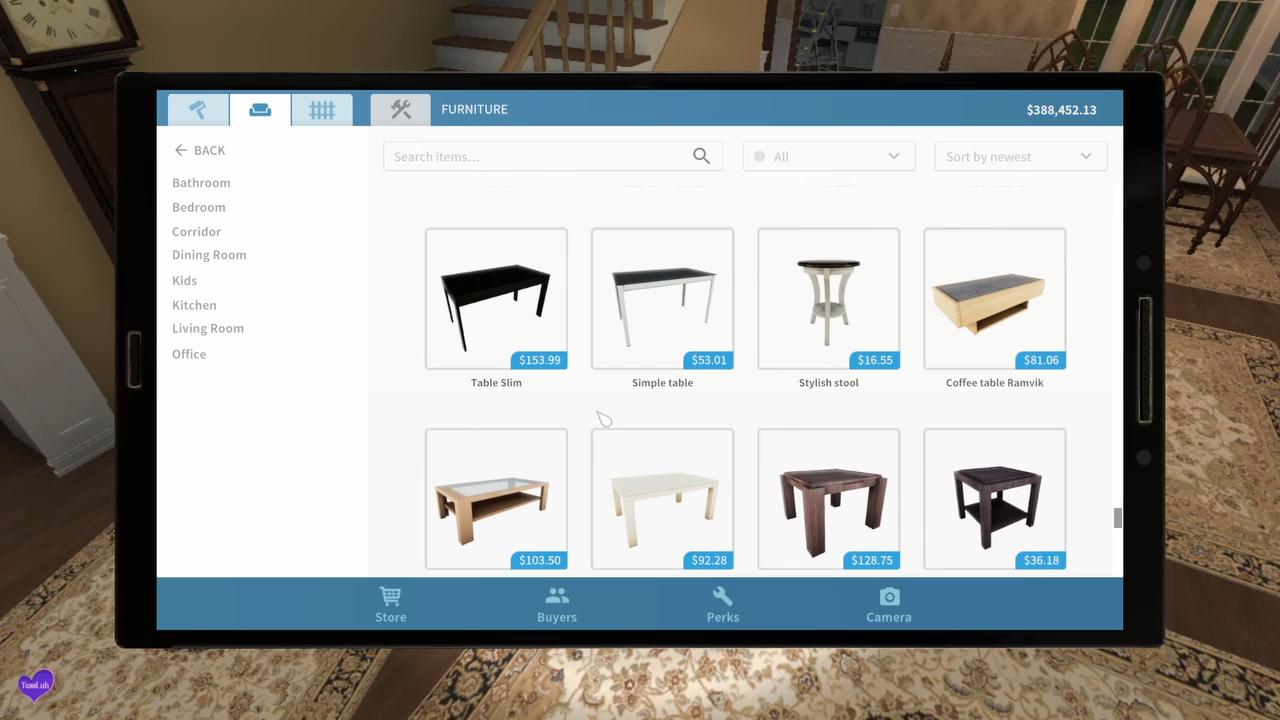 FURNITURE
$388,452.13
BACK
Search items...
All
Sort by newest
Bathroom
Bedroom
Corridor
Dining Room
Kids
Kitchen
Living Room
Office
$153.99
$53.01
$16.55
$81.06
Table Slim
Simple table
Stylish stool
Coffee table Ramvik
$103.50
$92.28
$128.75
$36.18
Store
Buyers
Perks
Camera